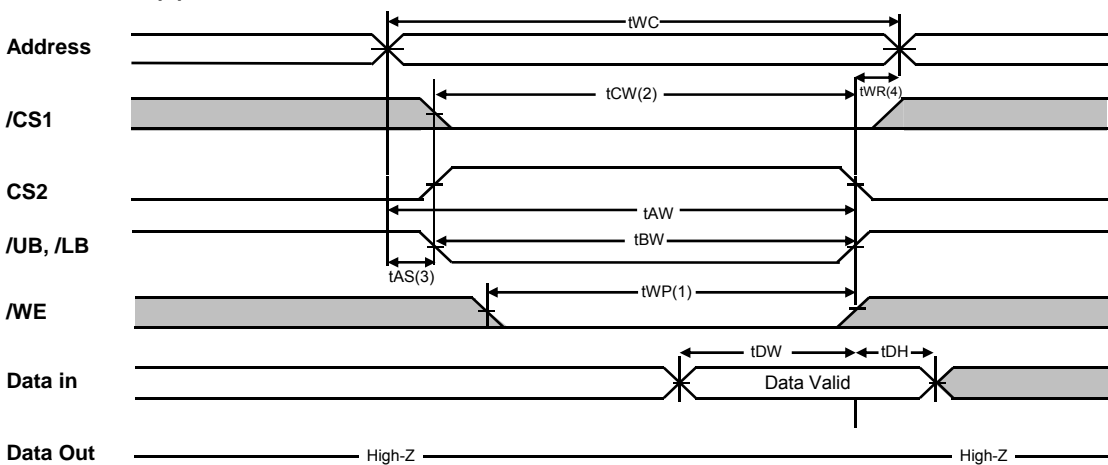 tWC
Address
tCW(2)
tWR(4)
/CS1
CS2
tAW
/UB, /LB
tBW
tAS(3)
tWP(1)
/WE
tDW
tDH
Data in
Data Valid
Data Out
High-Z
High-Z